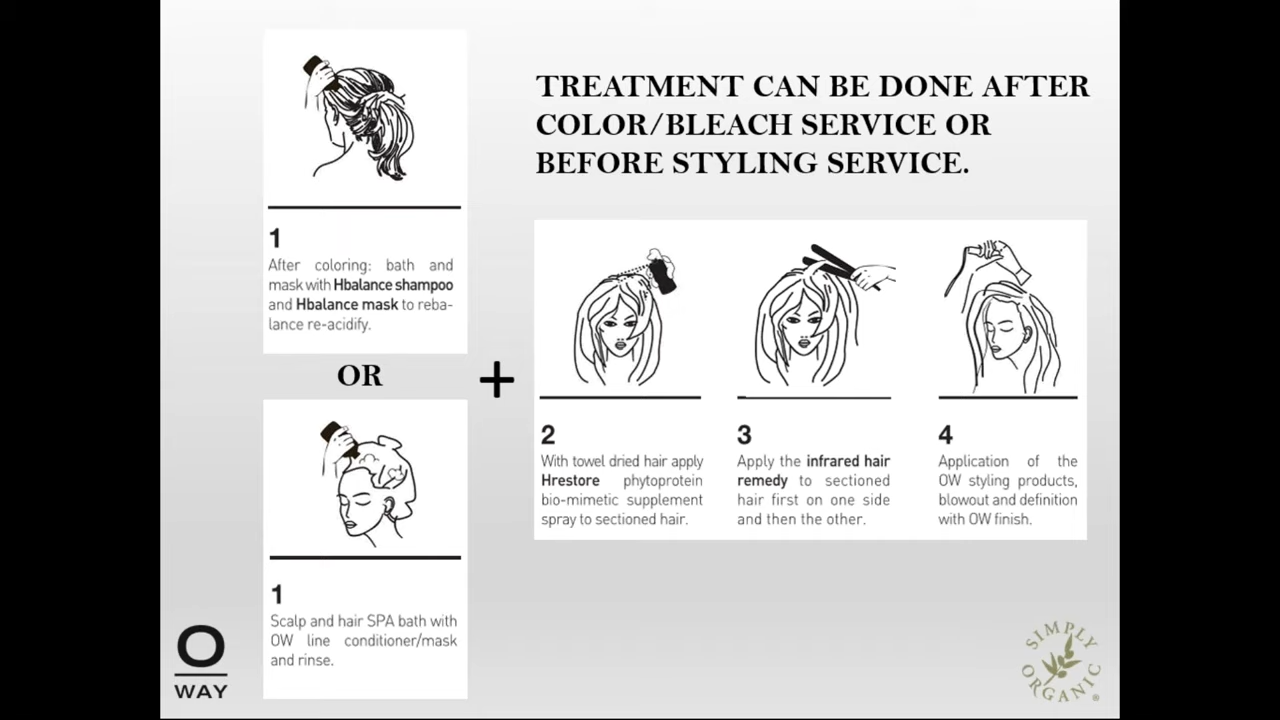 TREATMENT CAN BE DONE AFTER
COLOR/BLEACH SERVICE OR
BEFORE STYLING SERVICE.
1
After coloring: bath and
mask with Hbalance shampoo
and Hbalance mask to reba-
lance re-acidify.
OR
1
Scalp and hair SPA bath with
OW line conditioner/mask
and rinse.
+
2
With towel dried hair apply
Hrestore phytoprotein
bio-mimetic supplement
spray to sectioned hair.
3
Apply the infrared hair
remedy to sectioned
hair first on one side
and then the other.
4
Application of the
OW styling products,
blowout and definition
with OW finish.
O
WAY
SIMPLY
ORGANIC
®